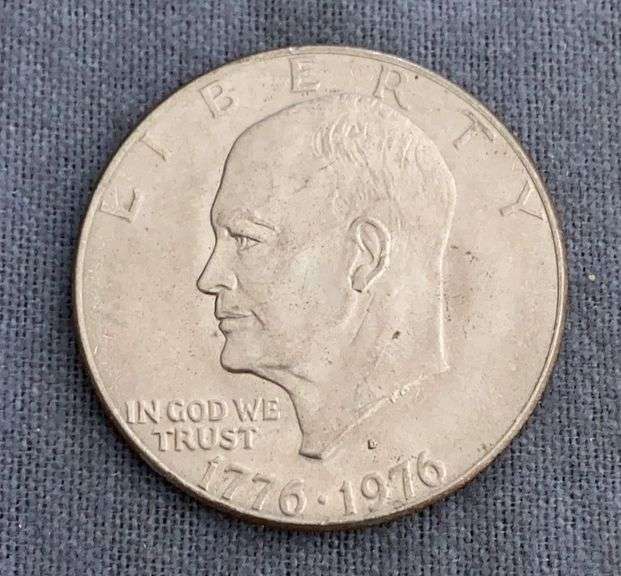 LIBERTY
IN GOD WE
TRUST
1776 · 1976